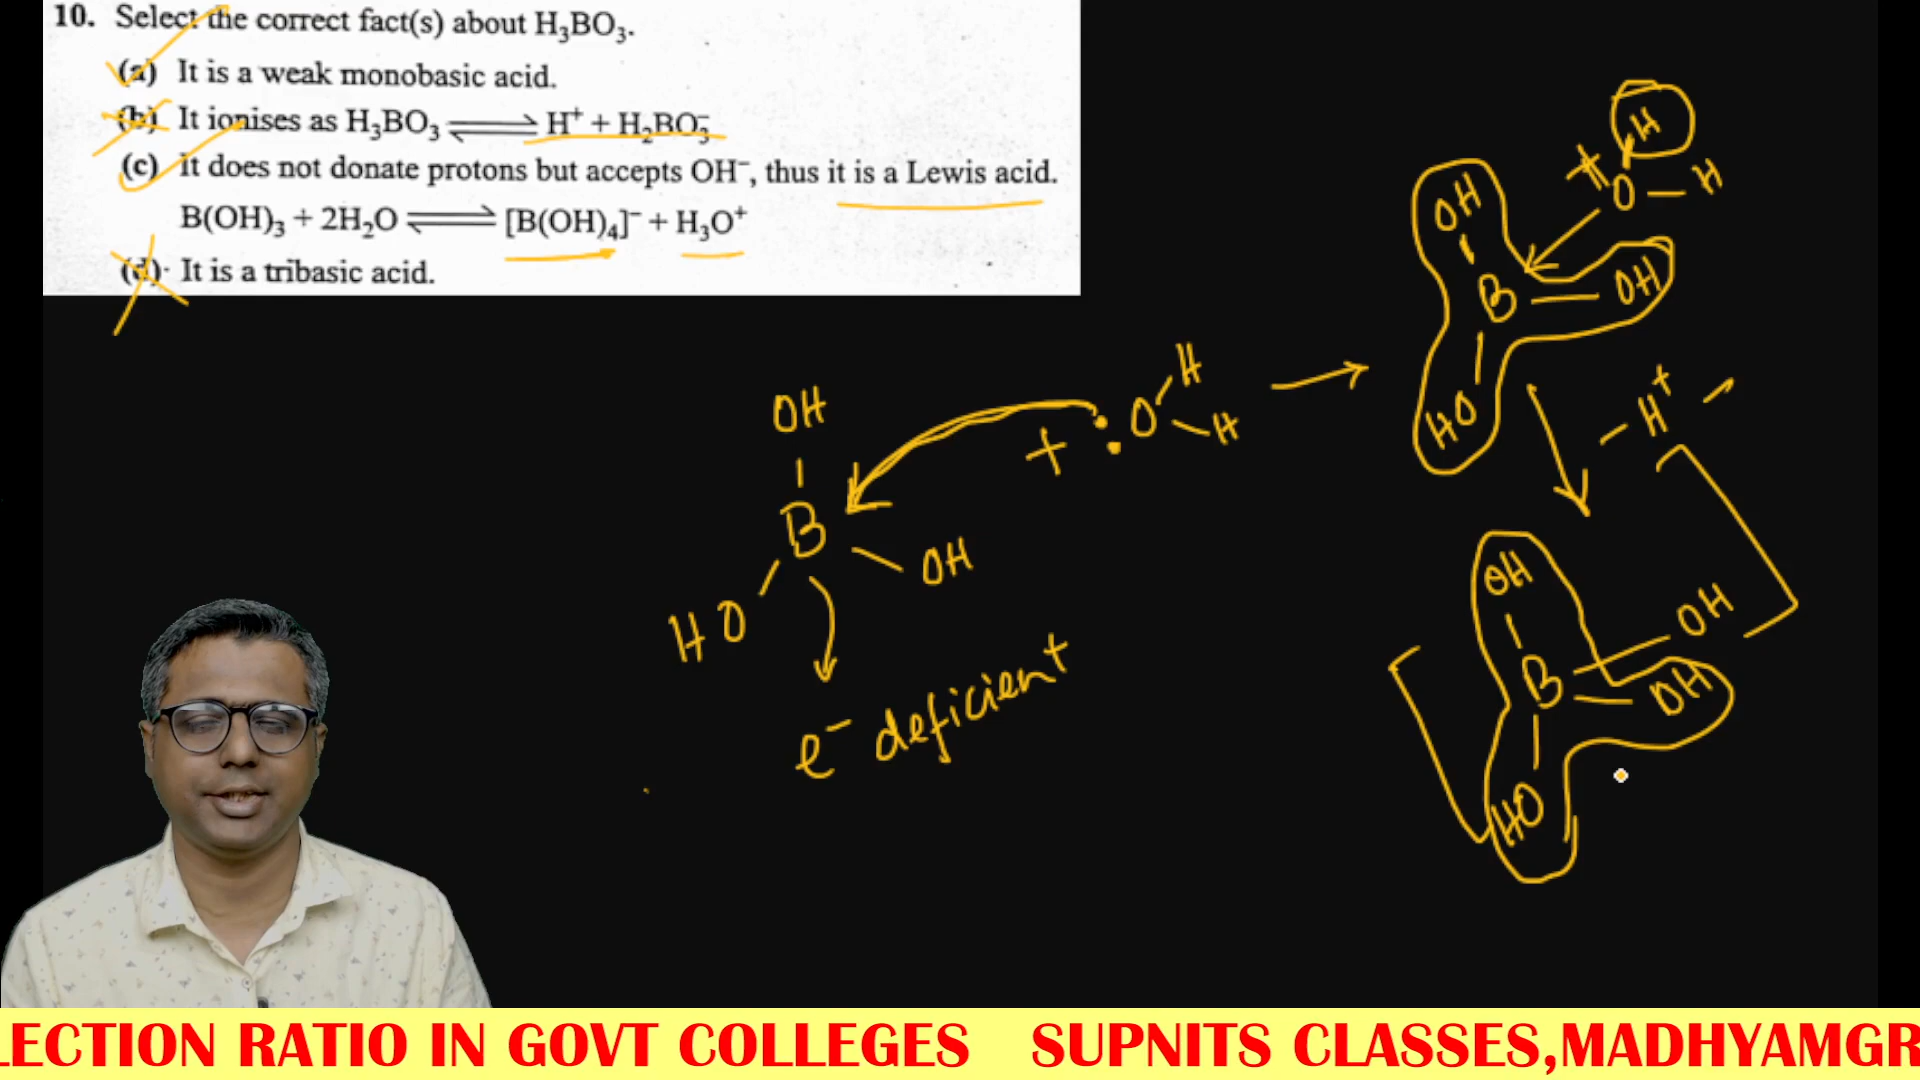 10. Select the correct fact(s) about H₃BO₃.
(a) It is a weak monobasic acid.
(b) It ionises as H₃BO₃ ⇌ H⁺ + H₂BO₃⁻
(c) It does not donate protons but accepts OH⁻, thus it is a Lewis acid.
B(OH)₃ + 2H₂O ⇌ [B(OH)₄]⁻ + H₃O⁺
(d) It is a tribasic acid.
OH
B
HO
OH
e⁻ deficient
+ :O
H
H
→
H
+
O — H
OH
B — OH
HO
– H⁺
OH
B
OH
OH
HO
LECTION RATIO IN GOVT COLLEGES SUPNITS CLASSES,MADHYAMGR